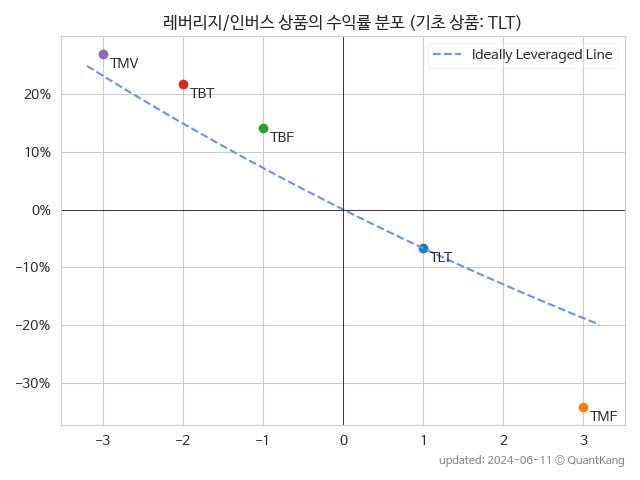 레버리지/인버스 상품의 수익률 분포 (기초 상품: TLT)
Ideally Leveraged Line
TMV
TBT
TBF
TLT
TMF
20%
10%
0%
−10%
−20%
−30%
−3 −2 −1 0 1 2 3
updated: 2024-06-11 © QuantKang